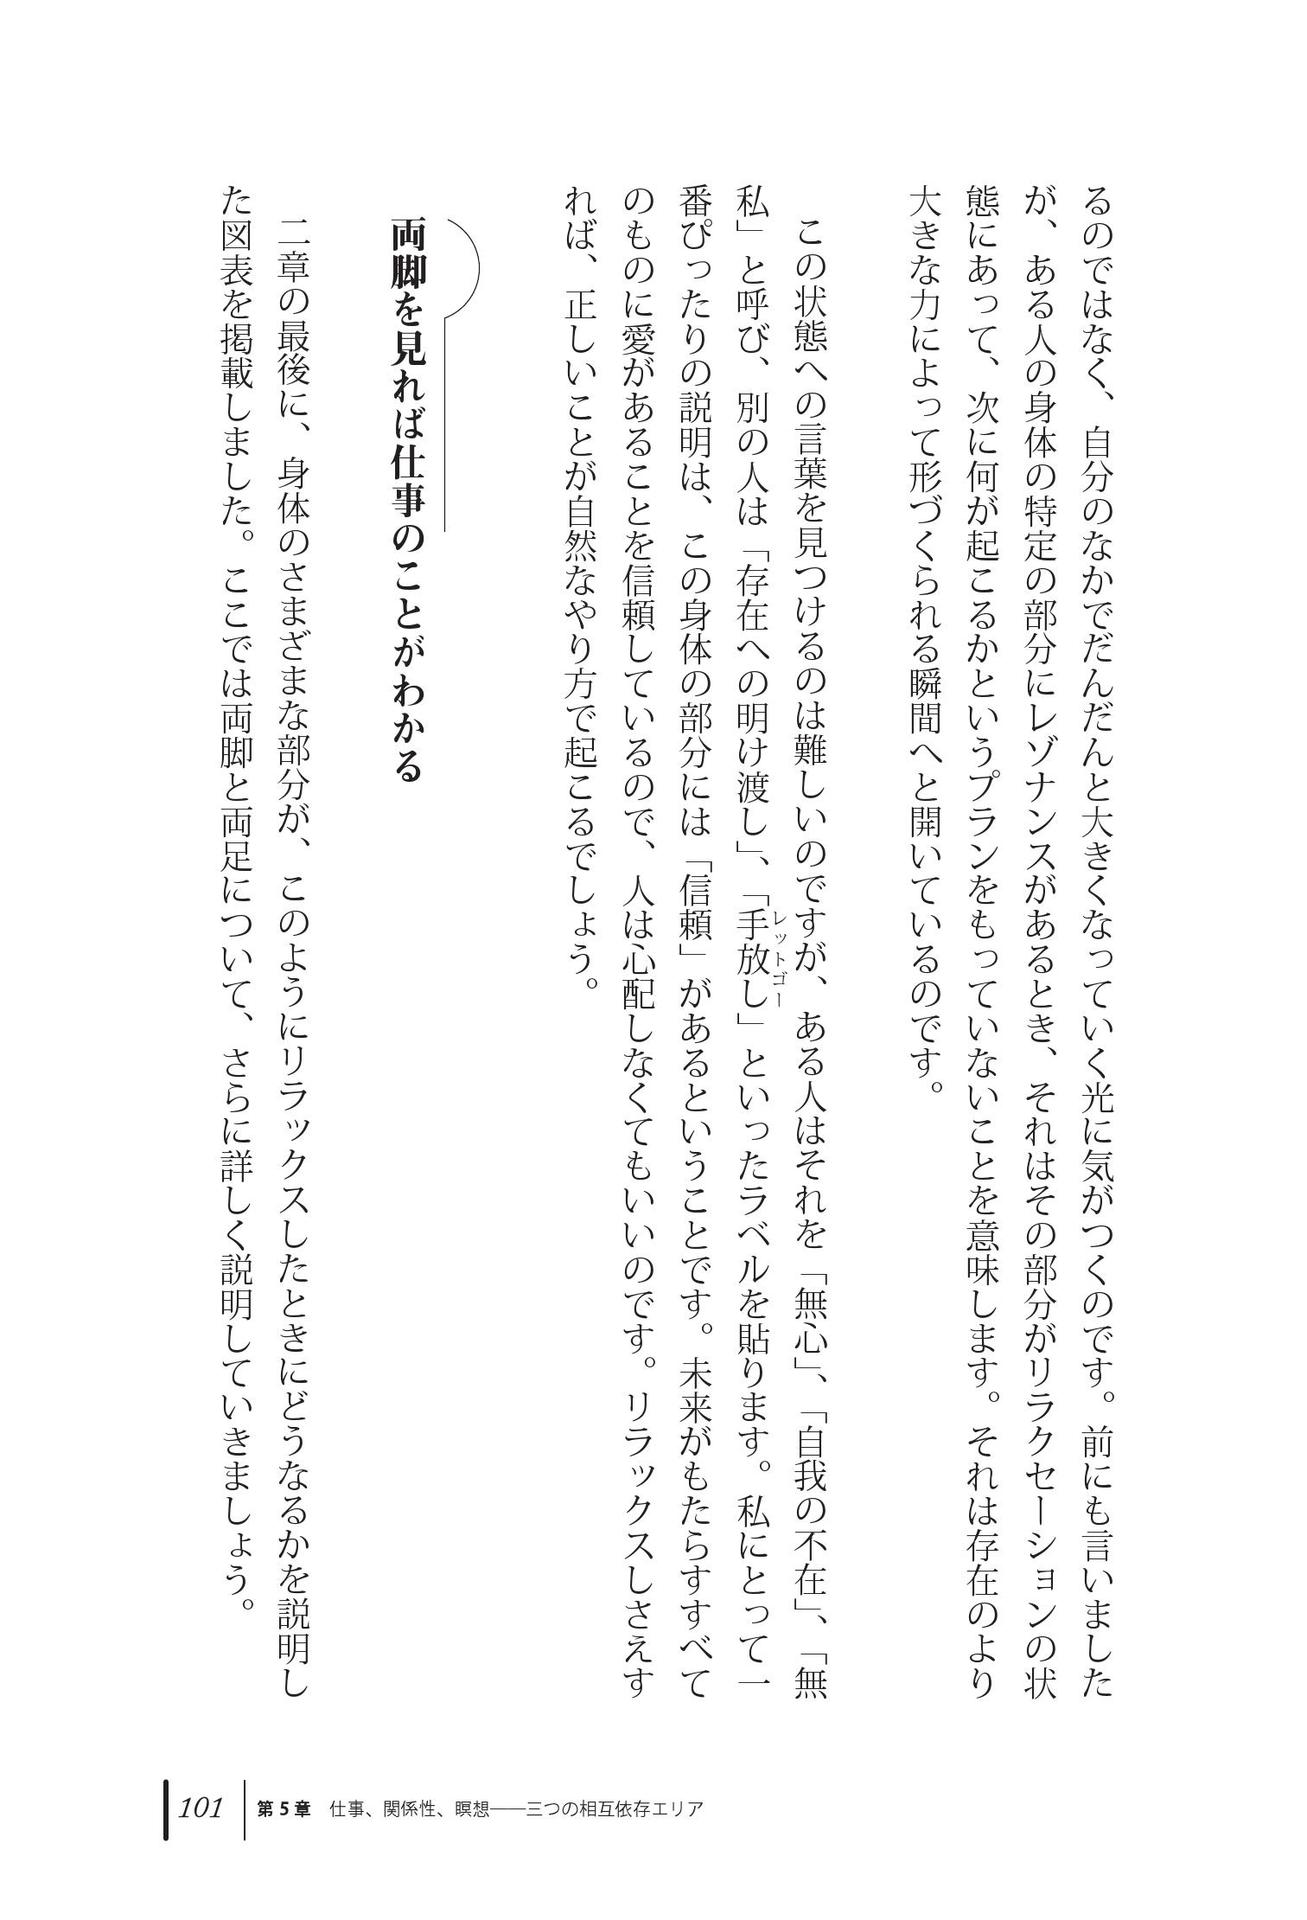 るのではなく、自分のなかでだんだんと大きくなっていく光に気がつくのです。前にも言いました
が、ある人の身体の特定の部分にレゾナンスがあるとき、それはその部分がリラクセーションの状
態にあって、次に何が起こるかというプランをもっていないことを意味します。それは存在のより
大きな力によって形づくられる瞬間へと開いているのです。
この状態への言葉を見つけるのは難しいのですが、ある人はそれを「無心」、「自我の不在」、「無
私」と呼び、別の人は「存在への明け渡し」、「手放し」といったラベルを貼ります。私にとって一
レットゴー
番ぴったりの説明は、この身体の部分には「信頼」があるということです。未来がもたらすすべて
のものに愛があることを信頼しているので、人は心配しなくてもいいのです。リラックスしさえす
れば、正しいことが自然なやり方で起こるでしょう。
両脚を見れば仕事のことがわかる
二章の最後に、身体のさまざまな部分が、このようにリラックスしたときにどうなるかを説明し
た図表を掲載しました。ここでは両脚と両足について、さらに詳しく説明していきましょう。
101 第5章 仕事、関係性、瞑想――三つの相互依存エリア